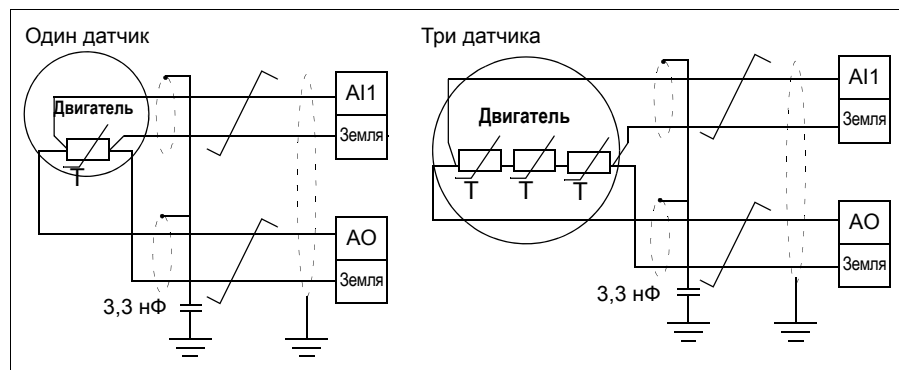 Один датчик
Двигатель
T
AI1
Земля
AO
Земля
3,3 нФ
Три датчика
Двигатель
T T T
AI1
Земля
AO
Земля
3,3 нФ